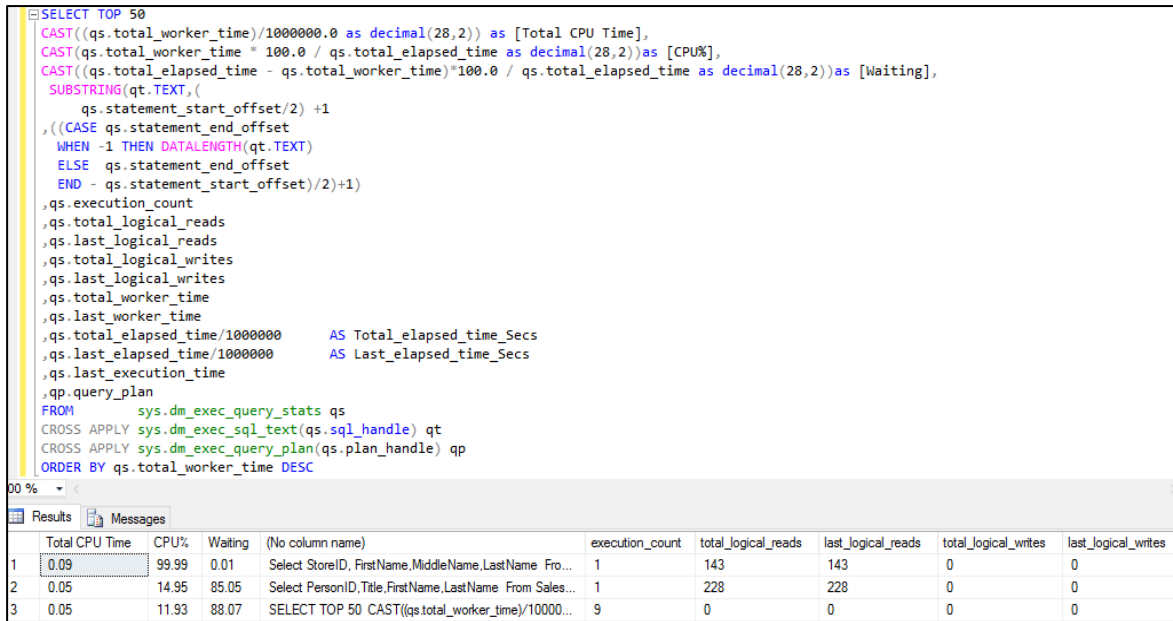 SELECT TOP 50
CAST((qs.total_worker_time)/1000000.0 as decimal(28,2)) as [Total CPU Time],
CAST(qs.total_worker_time * 100.0 / qs.total_elapsed_time as decimal(28,2))as [CPU%],
CAST((qs.total_elapsed_time - qs.total_worker_time)*100.0 / qs.total_elapsed_time as decimal(28,2))as [Waiting],
SUBSTRING(qt.TEXT,(
qs.statement_start_offset/2) +1
,((CASE qs.statement_end_offset
WHEN -1 THEN DATALENGTH(qt.TEXT)
ELSE  qs.statement_end_offset
END - qs.statement_start_offset)/2)+1)
,qs.execution_count
,qs.total_logical_reads
,qs.last_logical_reads
,qs.total_logical_writes
,qs.last_logical_writes
,qs.total_worker_time
,qs.last_worker_time
,qs.total_elapsed_time/1000000      AS Total_elapsed_time_Secs
,qs.last_elapsed_time/1000000       AS Last_elapsed_time_Secs
,qs.last_execution_time
,qp.query_plan
FROM        sys.dm_exec_query_stats qs
CROSS APPLY sys.dm_exec_sql_text(qs.sql_handle) qt
CROSS APPLY sys.dm_exec_query_plan(qs.plan_handle) qp
ORDER BY qs.total_worker_time DESC
00 %
Results Messages
Total CPU Time CPU% Waiting (No column name) execution_count total_logical_reads last_logical_reads total_logical_writes last_logical_writes
1 0.09 99.99 0.01 Select StoreID, FirstName,MiddleName,LastName  Fro... 1 143 143 0 0
2 0.05 14.95 85.05 Select PersonID,Title,FirstName,LastName  From Sales... 1 228 228 0 0
3 0.05 11.93 88.07 SELECT TOP 50  CAST((qs.total_worker_time)/10000... 9 0 0 0 0